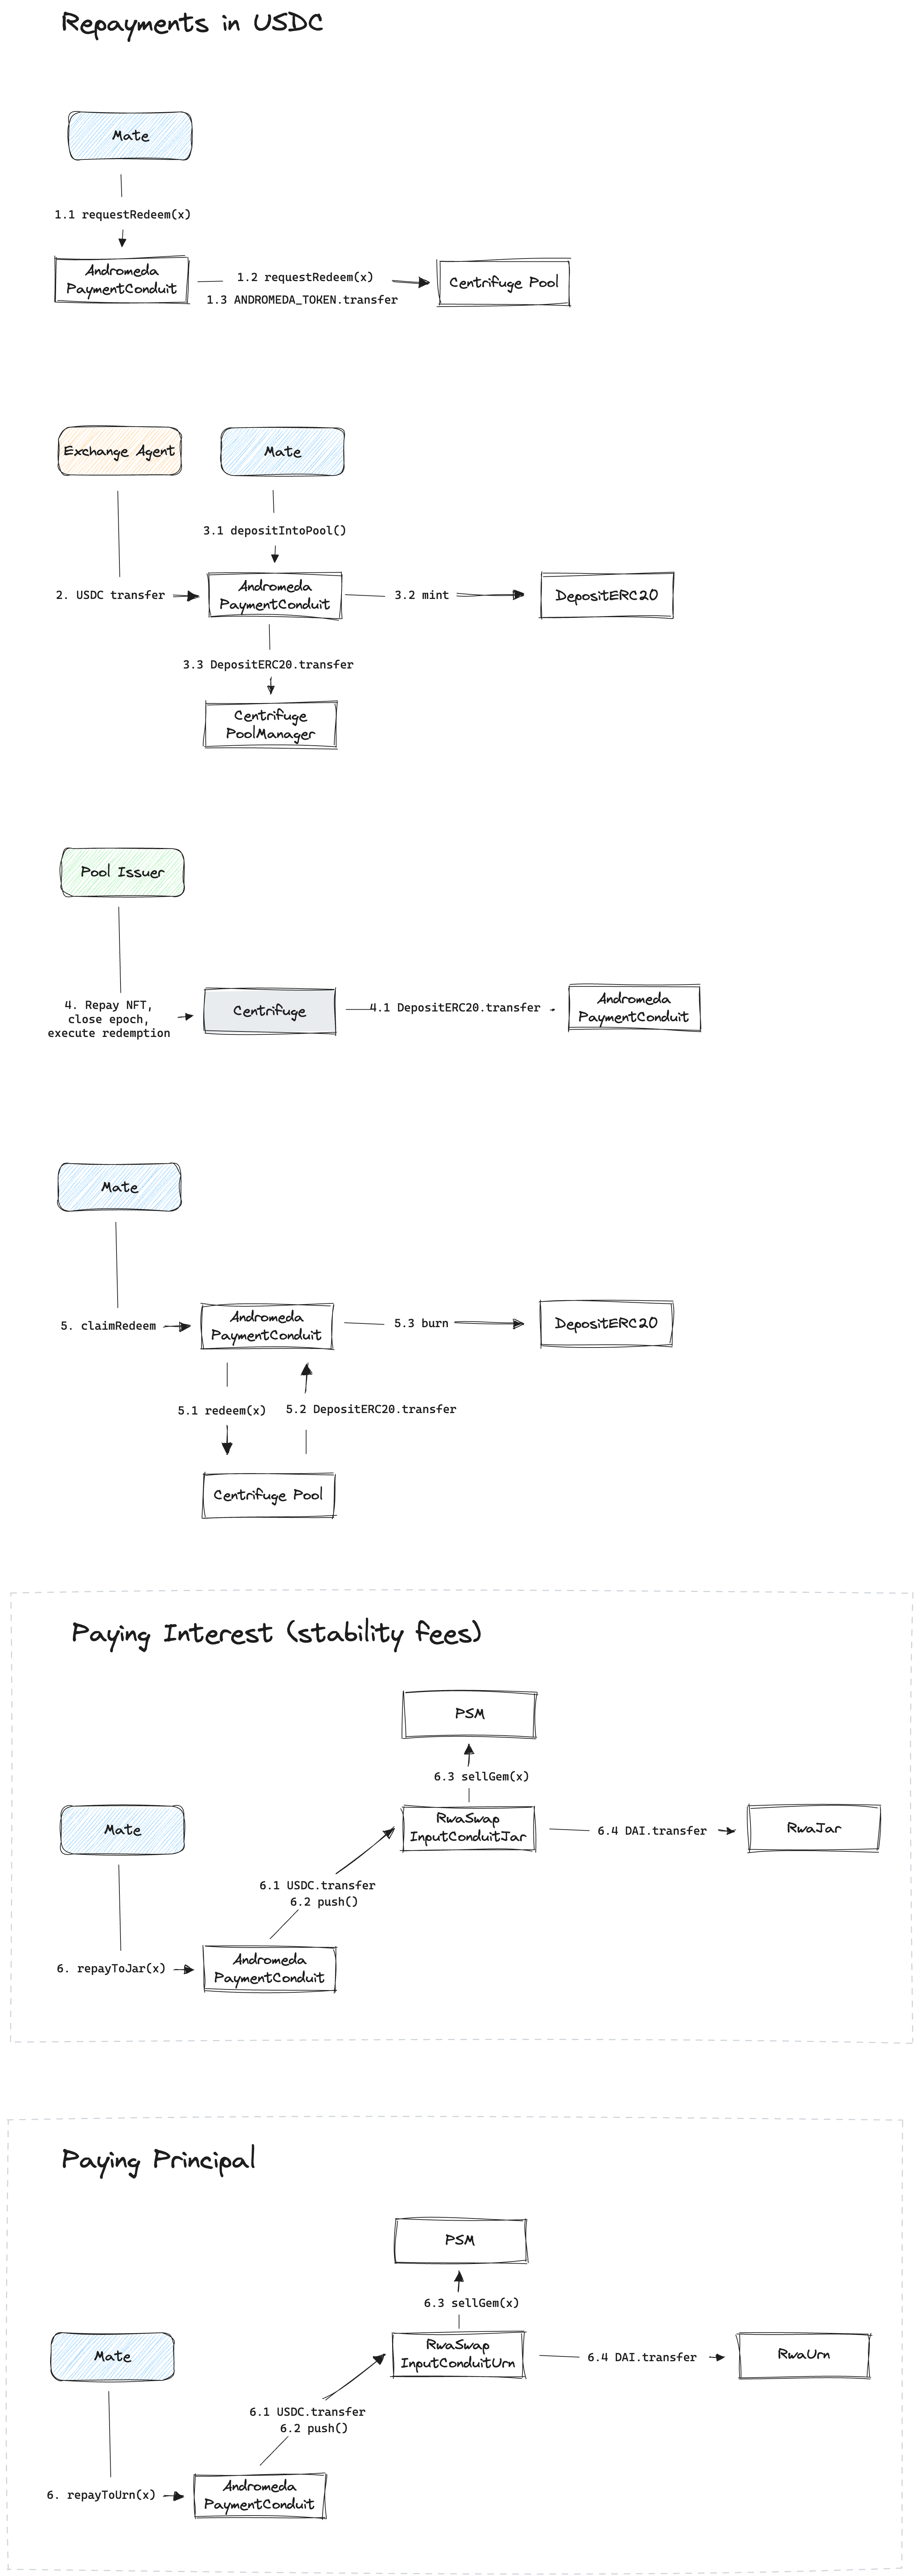 Repayments in USDC
Mate
1.1 requestRedeem(x)
Andromeda
PaymentConduit
1.2 requestRedeem(x)
1.3 ANDROMEDA_TOKEN.transfer
Centrifuge Pool
Exchange Agent
Mate
3.1 depositIntoPool()
2. USDC transfer
Andromeda
PaymentConduit
3.2 mint
DepositERC20
3.3 DepositERC20.transfer
Centrifuge
PoolManager
Pool Issuer
4. Repay NFT,
close epoch,
execute redemption
Centrifuge
4.1 DepositERC20.transfer
Andromeda
PaymentConduit
Mate
5. claimRedeem
Andromeda
PaymentConduit
5.3 burn
DepositERC20
5.1 redeem(x)
5.2 DepositERC20.transfer
Centrifuge Pool
Paying Interest (stability fees)
PSM
6.3 sellGem(x)
Mate
RwaSwap
InputConduitJar
6.4 DAI.transfer
RwaJar
6.1 USDC.transfer
6.2 push()
6. repayToJar(x)
Andromeda
PaymentConduit
Paying Principal
PSM
6.3 sellGem(x)
Mate
RwaSwap
InputConduitUrn
6.4 DAI.transfer
RwaUrn
6.1 USDC.transfer
6.2 push()
6. repayToUrn(x)
Andromeda
PaymentConduit